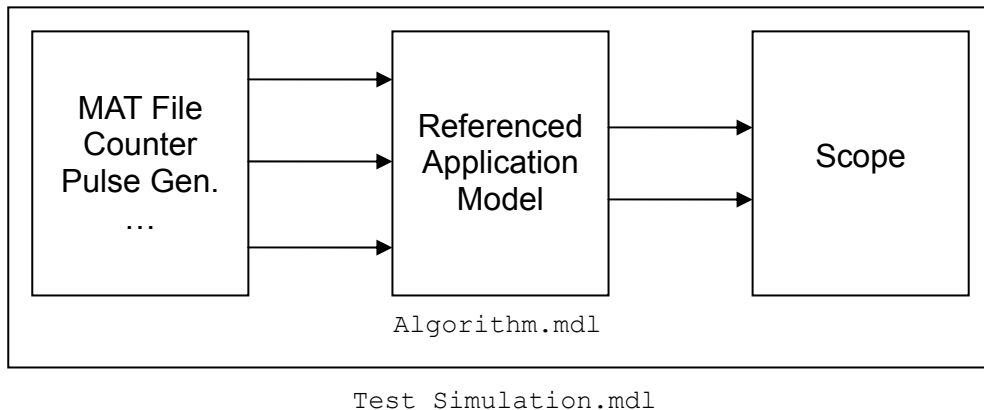 MAT File
Counter
Pulse Gen.
…
Referenced
Application
Model
Scope
Algorithm.mdl
Test Simulation.mdl